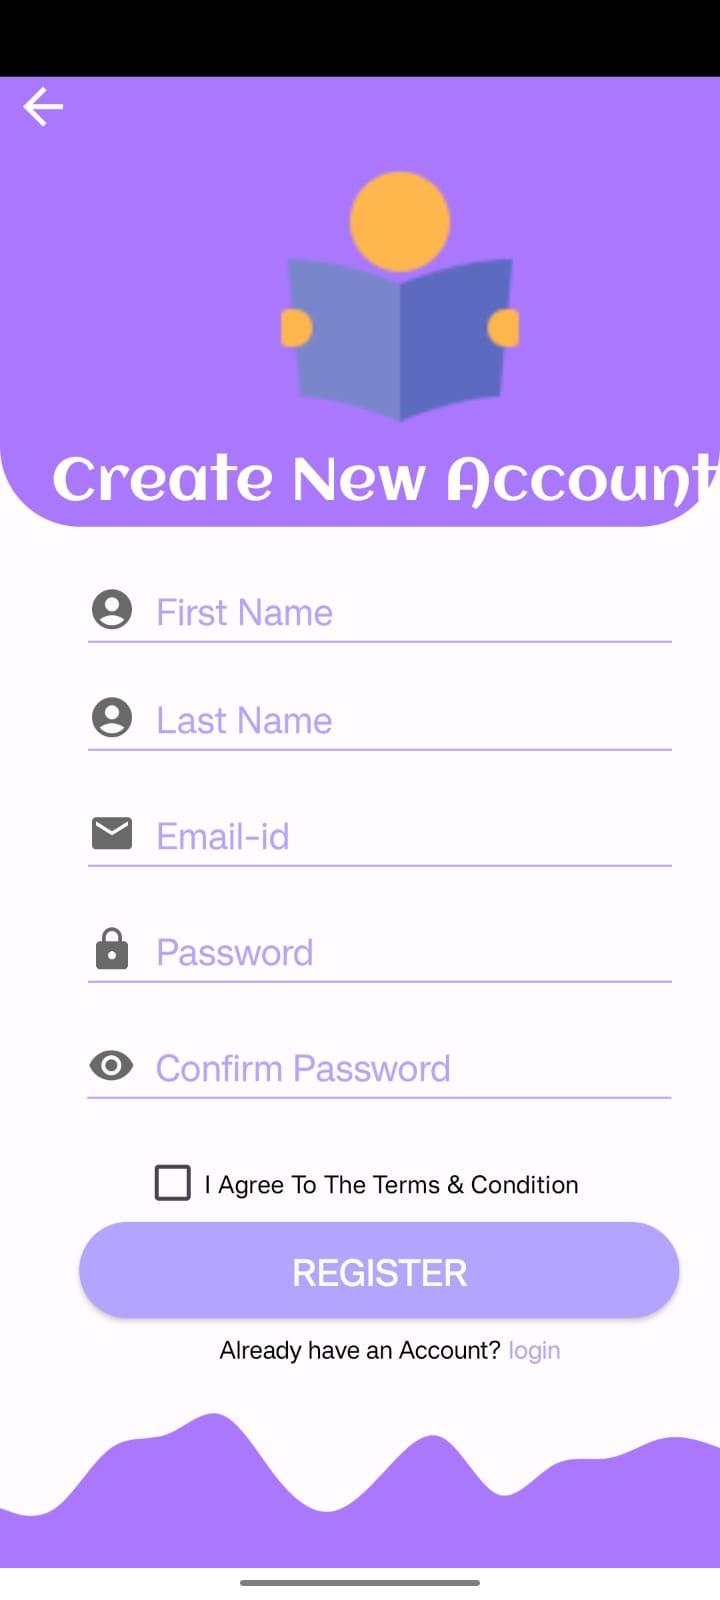 Create New Account
First Name
Last Name
Email-id
Password
Confirm Password
I Agree To The Terms & Condition
REGISTER
Already have an Account? login